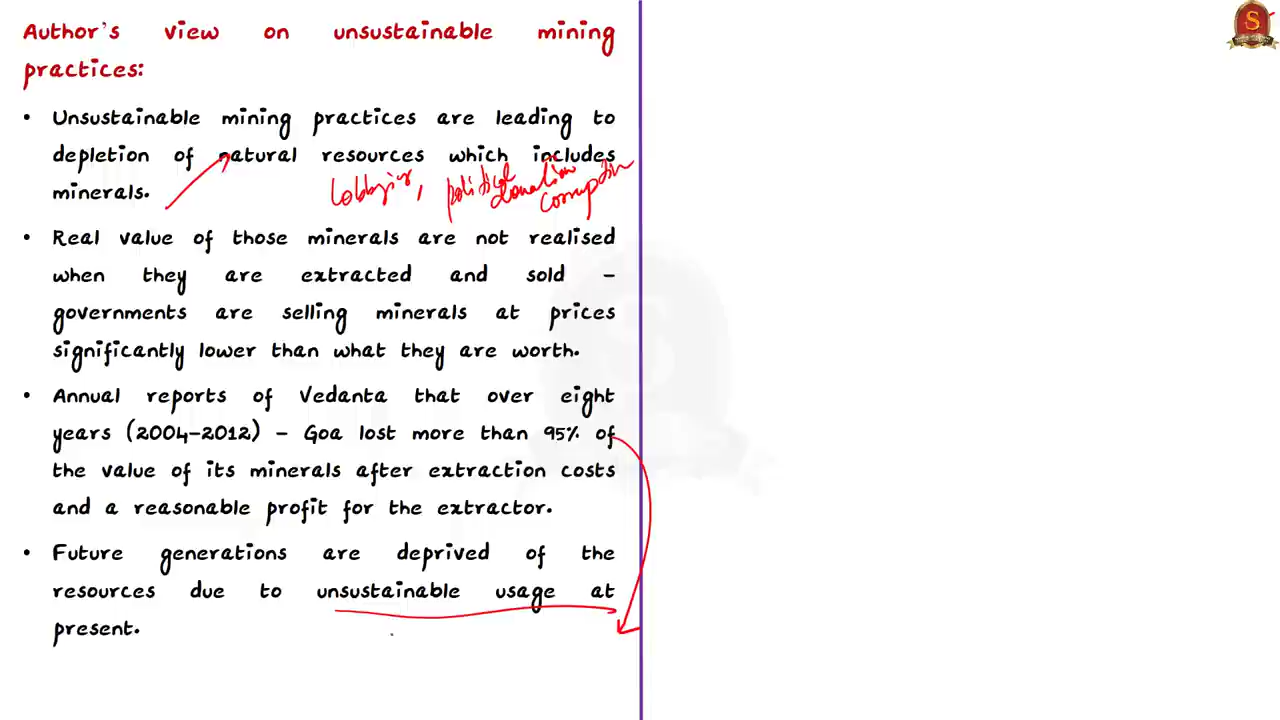 Author's view on unsustainable mining
practices:
• Unsustainable mining practices are leading to
depletion of natural resources which includes
minerals.
lobbying, political donation corruption
• Real value of those minerals are not realised
when they are extracted and sold –
governments are selling minerals at prices
significantly lower than what they are worth.
• Annual reports of Vedanta that over eight
years (2004–2012) – Goa lost more than 95% of
the value of its minerals after extraction costs
and a reasonable profit for the extractor.
• Future generations are deprived of the
resources due to unsustainable usage at
present.
S